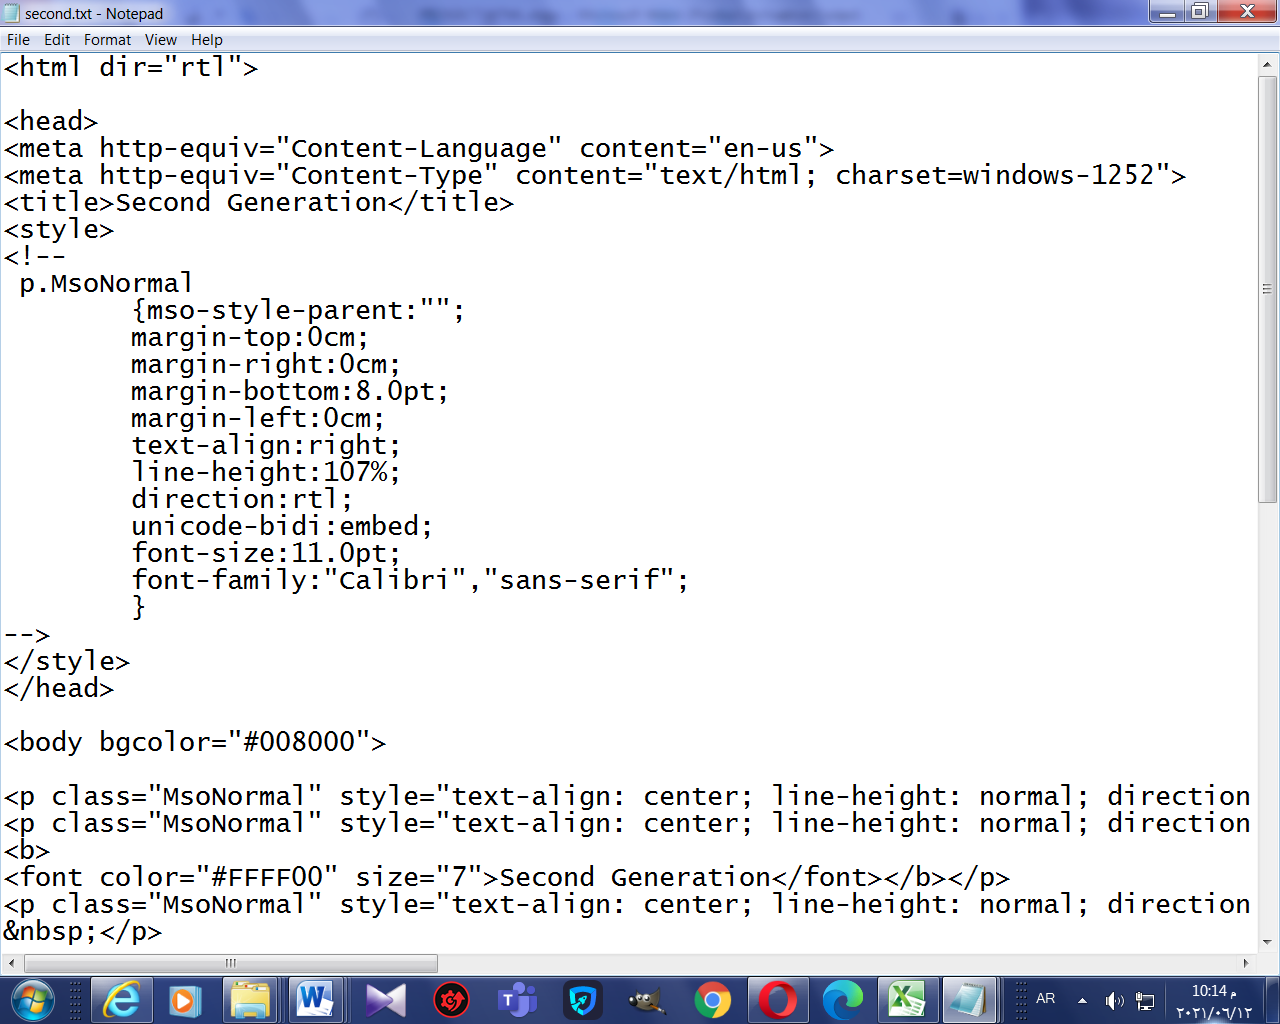 second.txt - Notepad
File Edit Format View Help
<html dir="rtl">
<head>
<meta http-equiv="Content-Language" content="en-us">
<meta http-equiv="Content-Type" content="text/html; charset=windows-1252">
<title>Second Generation</title>
<style>
<!--
p.MsoNormal
{mso-style-parent:"";
margin-top:0cm;
margin-right:0cm;
margin-bottom:8.0pt;
margin-left:0cm;
text-align:right;
line-height:107%;
direction:rtl;
unicode-bidi:embed;
font-size:11.0pt;
font-family:"Calibri","sans-serif";
}
-->
</style>
</head>
<body bgcolor="#008000">
<p class="MsoNormal" style="text-align: center; line-height: normal; direction
<p class="MsoNormal" style="text-align: center; line-height: normal; direction
<b>
<font color="#FFFF00" size="7">Second Generation</font></b></p>
<p class="MsoNormal" style="text-align: center; line-height: normal; direction
&nbsp;</p>
AR
10:14 م
٢٠٢١/٠٦/١٢